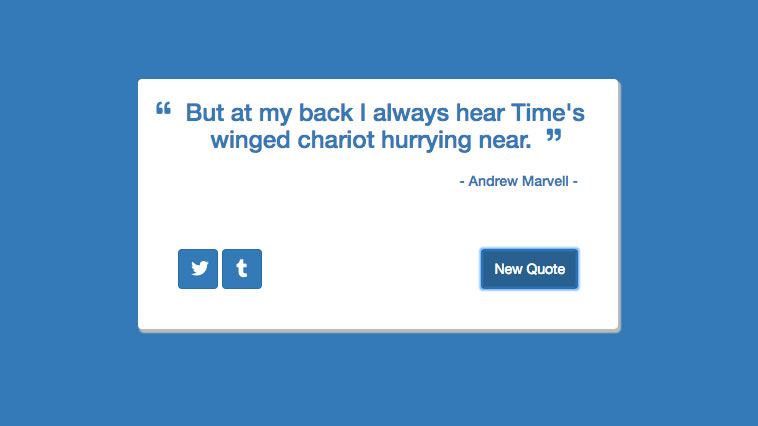 “ But at my back I always hear Time's
winged chariot hurrying near. ”
- Andrew Marvell -
New Quote